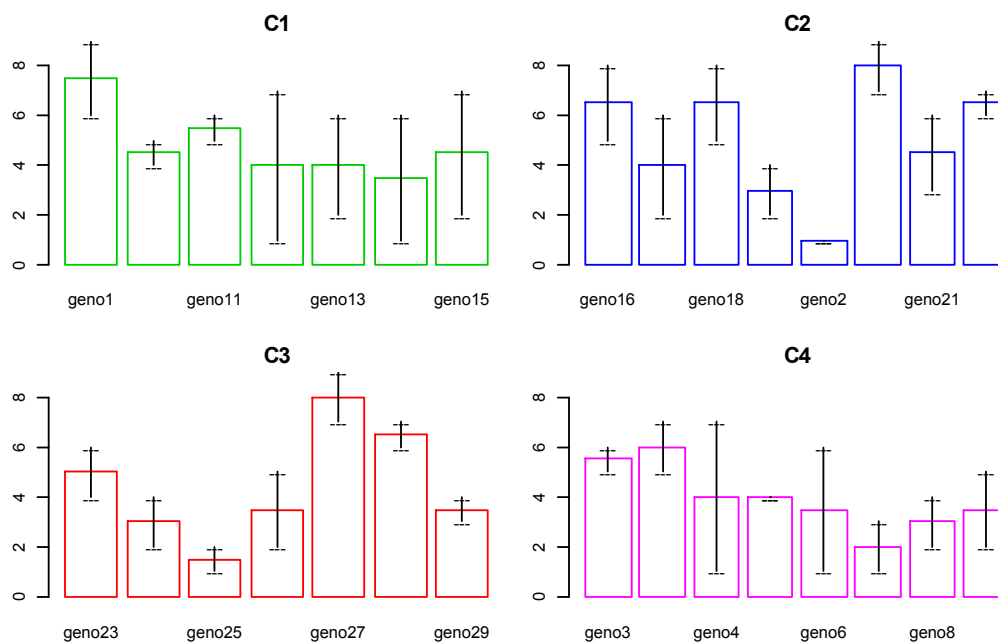 C1
8
6
4
2
0
geno1 geno11 geno13 geno15
C2
8
6
4
2
0
geno16 geno18 geno2 geno21
C3
8
6
4
2
0
geno23 geno25 geno27 geno29
C4
8
6
4
2
0
geno3 geno4 geno6 geno8